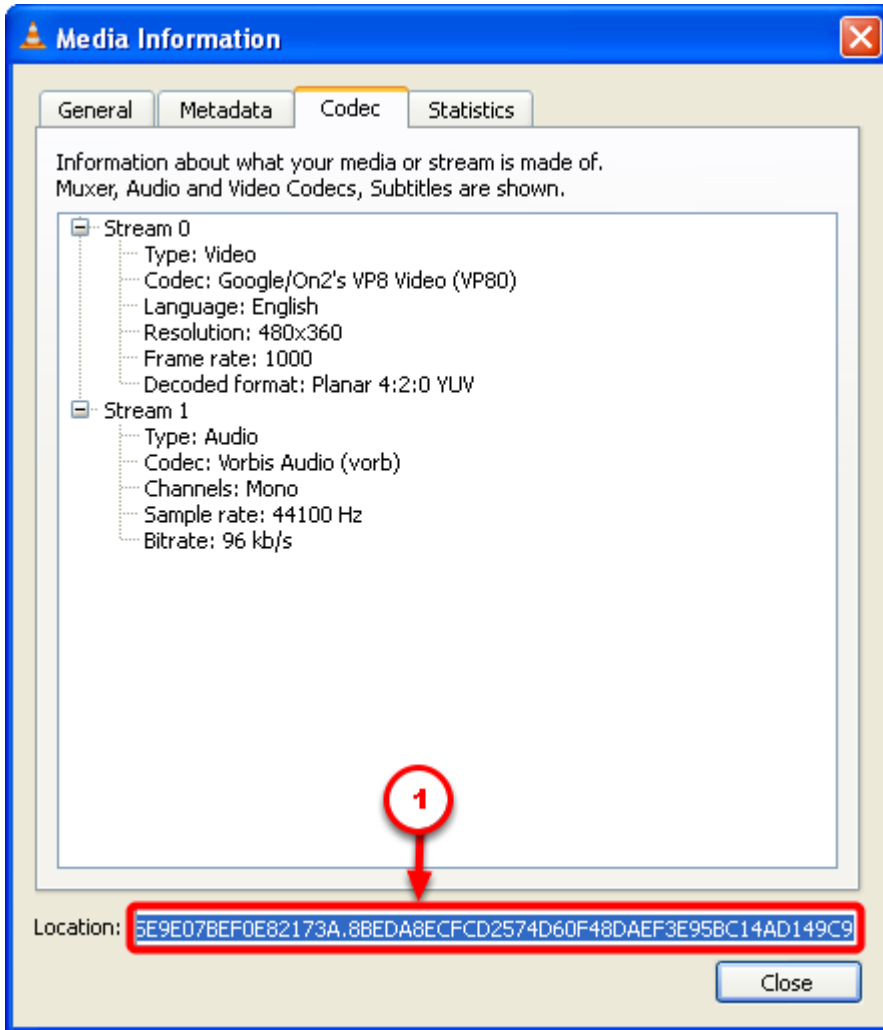 Media Information
General Metadata Codec Statistics
Information about what your media or stream is made of.
Muxer, Audio and Video Codecs, Subtitles are shown.
Stream 0
Type: Video
Codec: Google/On2's VP8 Video (VP80)
Language: English
Resolution: 480x360
Frame rate: 1000
Decoded format: Planar 4:2:0 YUV
Stream 1
Type: Audio
Codec: Vorbis Audio (vorb)
Channels: Mono
Sample rate: 44100 Hz
Bitrate: 96 kb/s
1
Location: 5E9E07BEF0E82173A.8BEDA8ECFCD2574D60F48DAEF3E95BC14AD149C9
Close